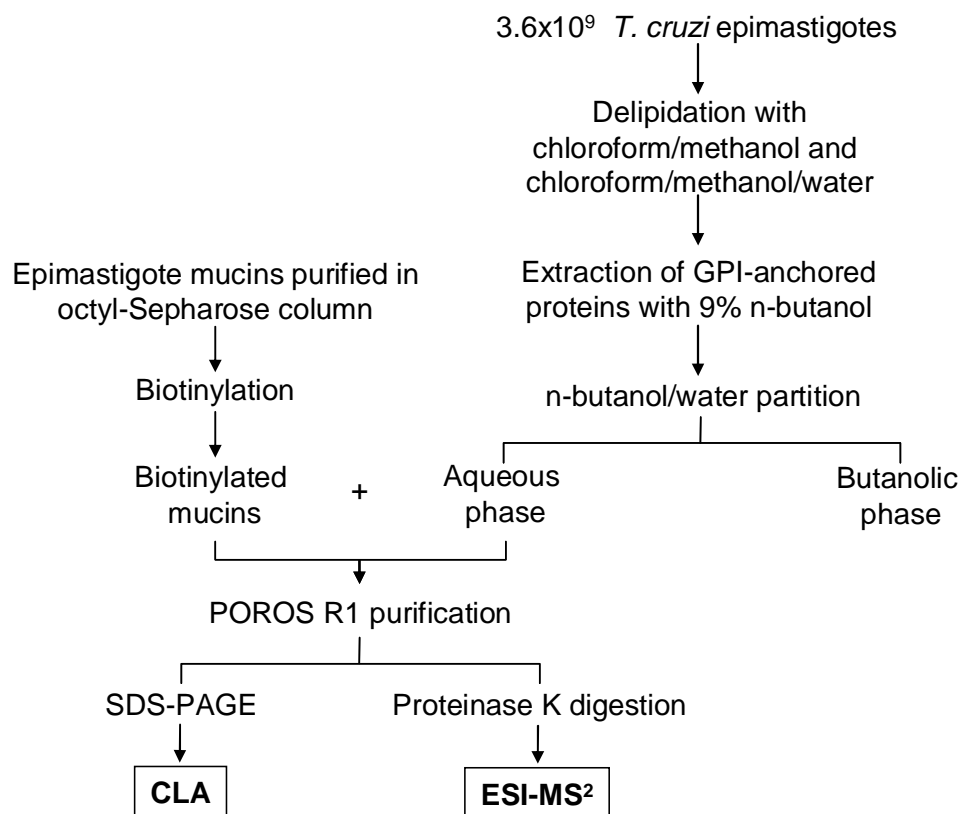 3.6x10⁹ T. cruzi epimastigotes
Delipidation with
chloroform/methanol and
chloroform/methanol/water
Extraction of GPI-anchored
proteins with 9% n-butanol
n-butanol/water partition
Epimastigote mucins purified in
octyl-Sepharose column
Biotinylation
Biotinylated
mucins
+
Aqueous
phase
Butanolic
phase
POROS R1 purification
SDS-PAGE
Proteinase K digestion
CLA
ESI-MS²